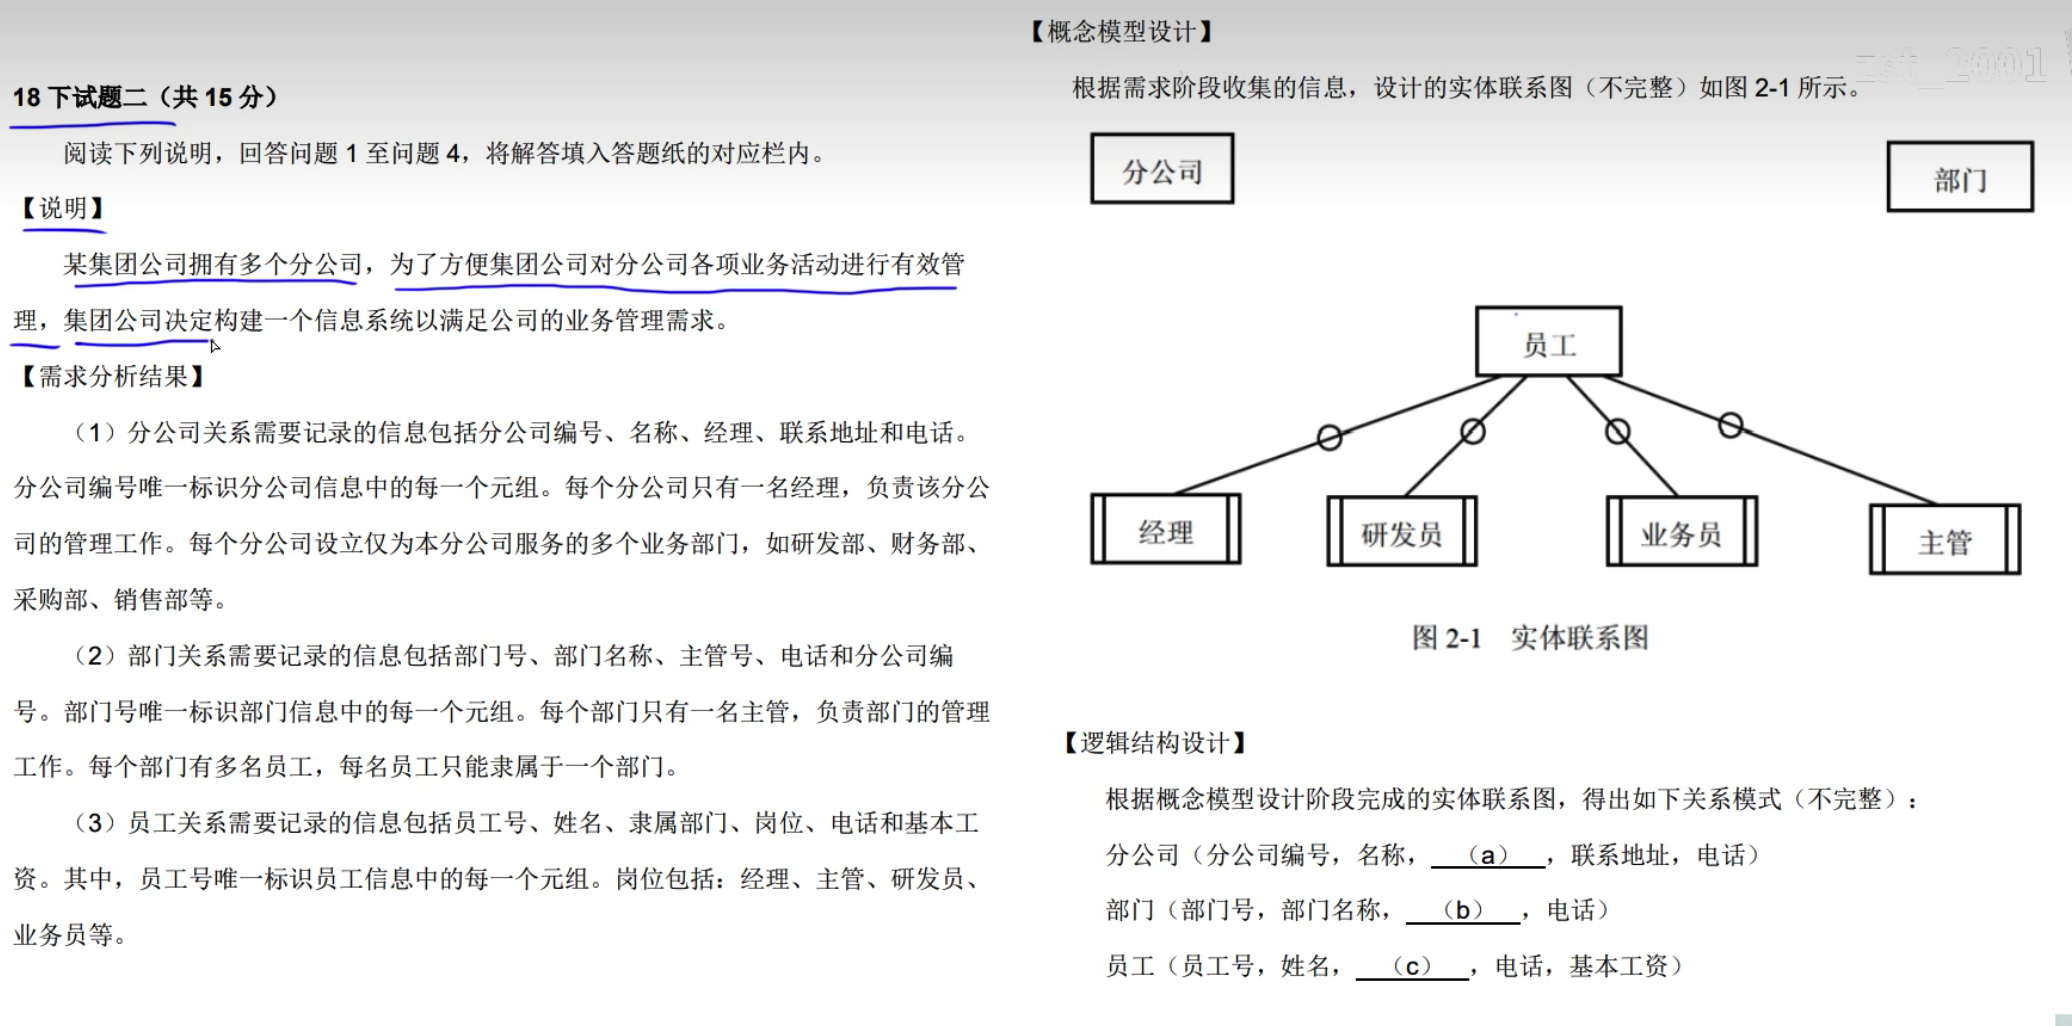 18 下试题二（共 15 分）
阅读下列说明，回答问题 1 至问题 4，将解答填入答题纸的对应栏内。
【说明】
某集团公司拥有多个分公司，为了方便集团公司对分公司各项业务活动进行有效管
理，集团公司决定构建一个信息系统以满足公司的业务管理需求。
【需求分析结果】
（1）分公司关系需要记录的信息包括分公司编号、名称、经理、联系地址和电话。
分公司编号唯一标识分公司信息中的每一个元组。每个分公司只有一名经理，负责该分公
司的管理工作。每个分公司设立仅为本分公司服务的多个业务部门，如研发部、财务部、
采购部、销售部等。
（2）部门关系需要记录的信息包括部门号、部门名称、主管号、电话和分公司编
号。部门号唯一标识部门信息中的每一个元组。每个部门只有一名主管，负责部门的管理
工作。每个部门有多名员工，每名员工只能隶属于一个部门。
（3）员工关系需要记录的信息包括员工号、姓名、隶属部门、岗位、电话和基本工
资。其中，员工号唯一标识员工信息中的每一个元组。岗位包括：经理、主管、研发员、
业务员等。
【概念模型设计】
根据需求阶段收集的信息，设计的实体联系图（不完整）如图 2-1 所示。
zst_2001
分公司
部门
员工
经理
研发员
业务员
主管
图 2-1 实体联系图
【逻辑结构设计】
根据概念模型设计阶段完成的实体联系图，得出如下关系模式（不完整）：
分公司（分公司编号，名称，（a），联系地址，电话）
部门（部门号，部门名称，（b），电话）
员工（员工号，姓名，（c），电话，基本工资）